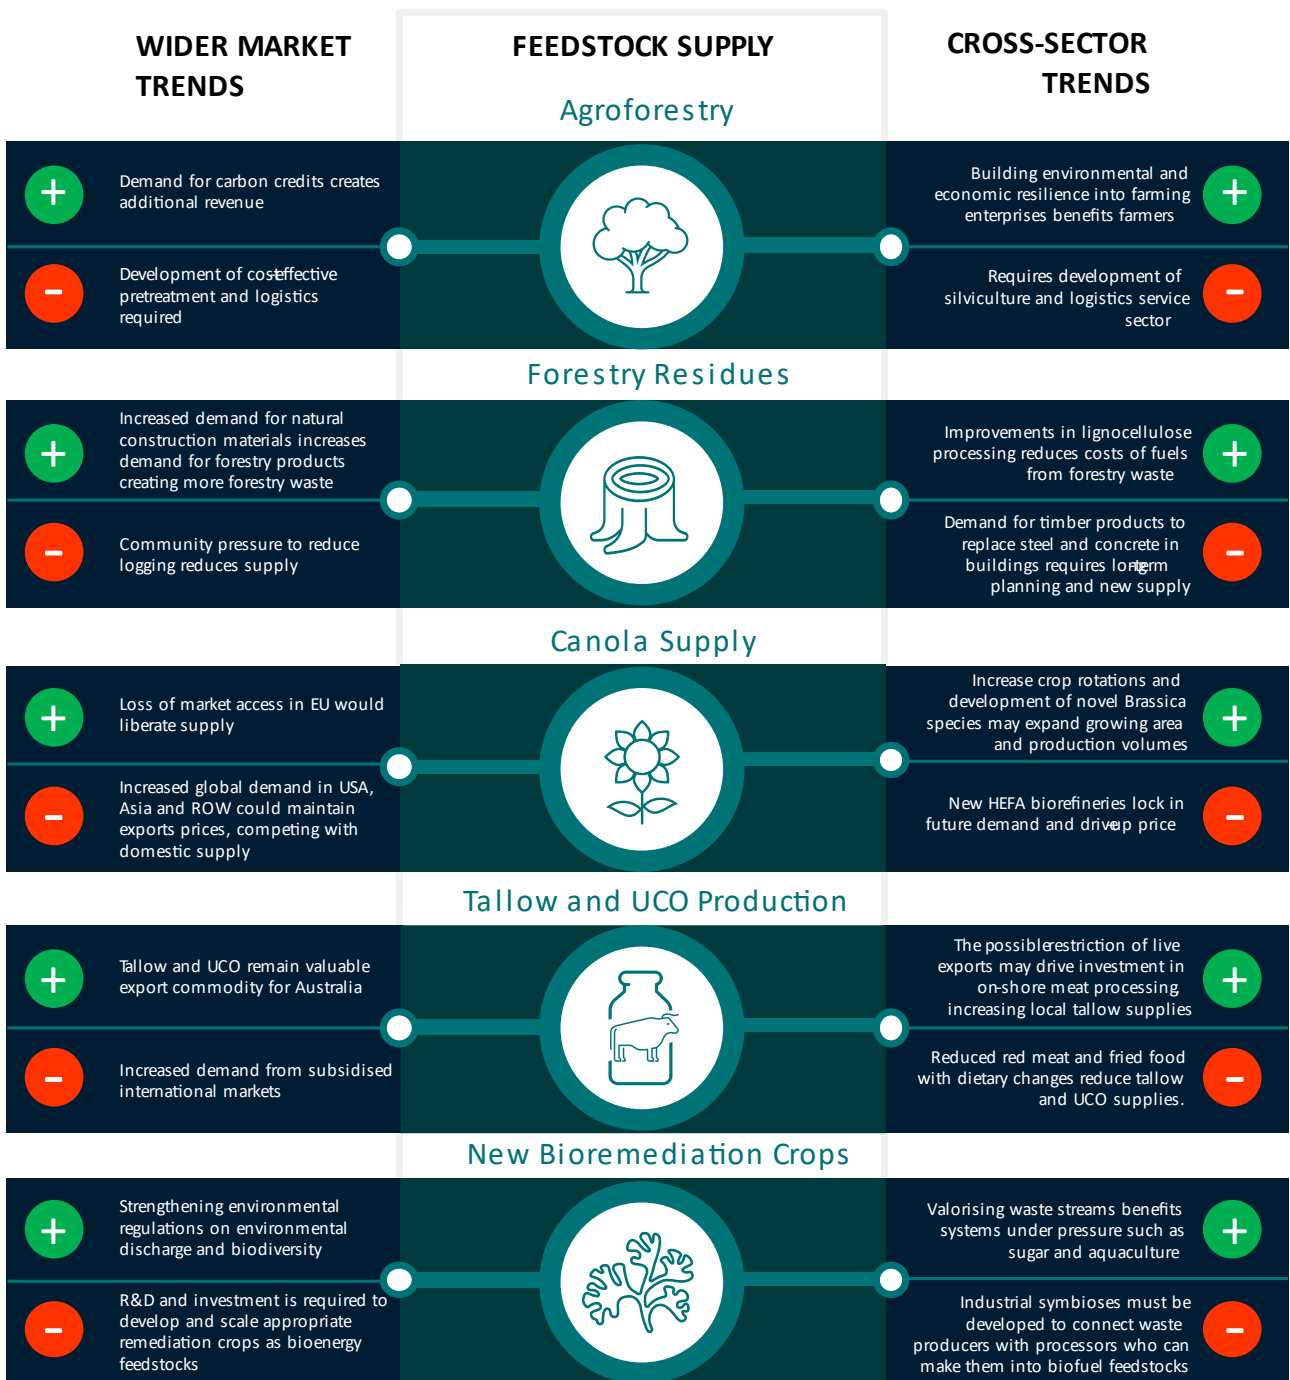 WIDER MARKET
TRENDS
FEEDSTOCK SUPPLY
CROSS-SECTOR
TRENDS
Agroforestry
+
Demand for carbon credits creates
additional revenue
-
Development of cost-effective
pretreatment and logistics
required
Building environmental and
economic resilience into farming
enterprises benefits farmers
+
Requires development of
silviculture and logistics service
sector
-
Forestry Residues
+
Increased demand for natural
construction materials increases
demand for forestry products
creating more forestry waste
-
Community pressure to reduce
logging reduces supply
Improvements in lignocellulose
processing reduces costs of fuels
from forestry waste
+
Demand for timber products to
replace steel and concrete in
buildings requires long-term
planning and new supply
-
Canola Supply
+
Loss of market access in EU would
liberate supply
-
Increased global demand in USA,
Asia and ROW could maintain
exports prices, competing with
domestic supply
Increase crop rotations and
development of novel Brassica
species may expand growing area
and production volumes
+
New HEFA biorefineries lock in
future demand and drive-up price
-
Tallow and UCO Production
+
Tallow and UCO remain valuable
export commodity for Australia
-
Increased demand from subsidised
international markets
The possible restriction of live
exports may drive investment in
on-shore meat processing,
increasing local tallow supplies
+
Reduced red meat and fried food
with dietary changes reduce tallow
and UCO supplies.
-
New Bioremediation Crops
+
Strengthening environmental
regulations on environmental
discharge and biodiversity
-
R&D and investment is required to
develop and scale appropriate
remediation crops as bioenergy
feedstocks
Valorising waste streams benefits
systems under pressure such as
sugar and aquaculture
+
Industrial symbioses must be
developed to connect waste
producers with processors who can
make them into biofuel feedstocks
-